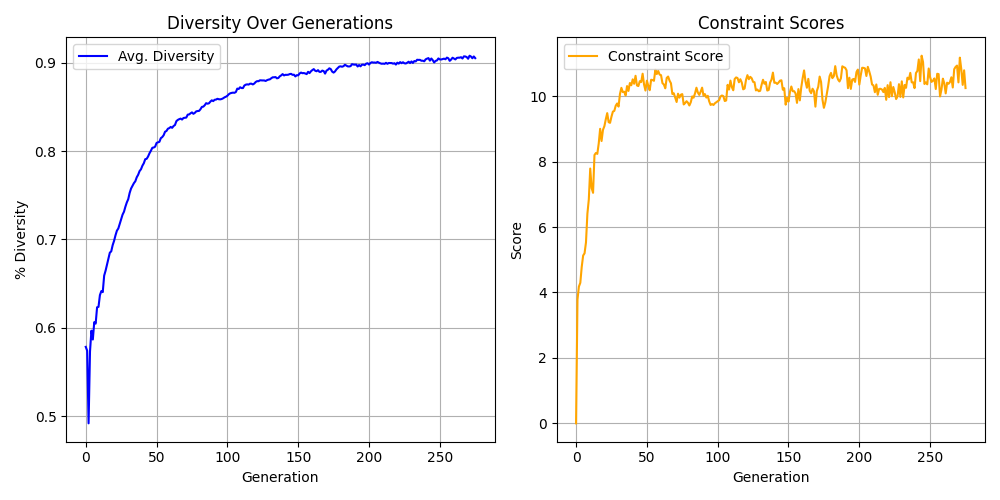 Diversity Over Generations
Avg. Diversity
% Diversity
0.9
0.8
0.7
0.6
0.5
0 50 100 150 200 250
Generation
Constraint Scores
Constraint Score
Score
10
8
6
4
2
0
0 50 100 150 200 250
Generation